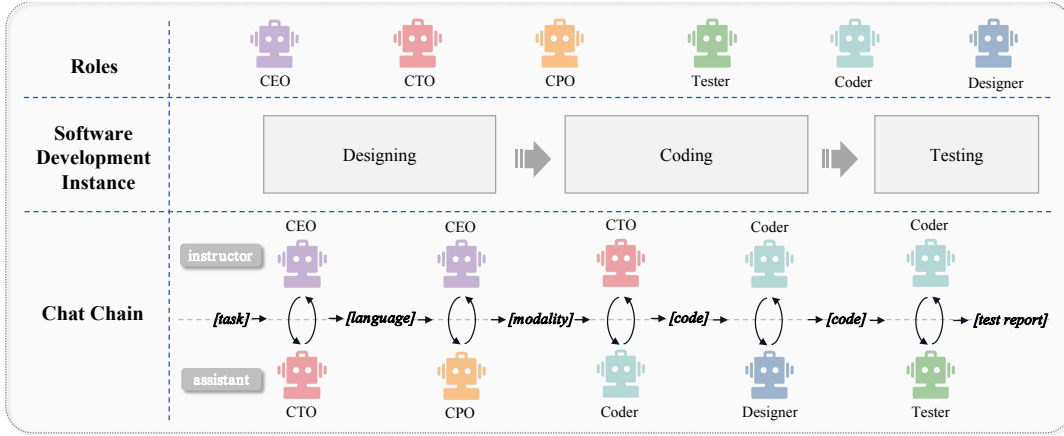 Roles
CEO
CTO
CPO
Tester
Coder
Designer
Software
Development
Instance
Designing
Coding
Testing
Chat Chain
CEO
CEO
CTO
Coder
Coder
instructor
[task]
[language]
[modality]
[code]
[code]
[test report]
assistant
CTO
CPO
Coder
Designer
Tester